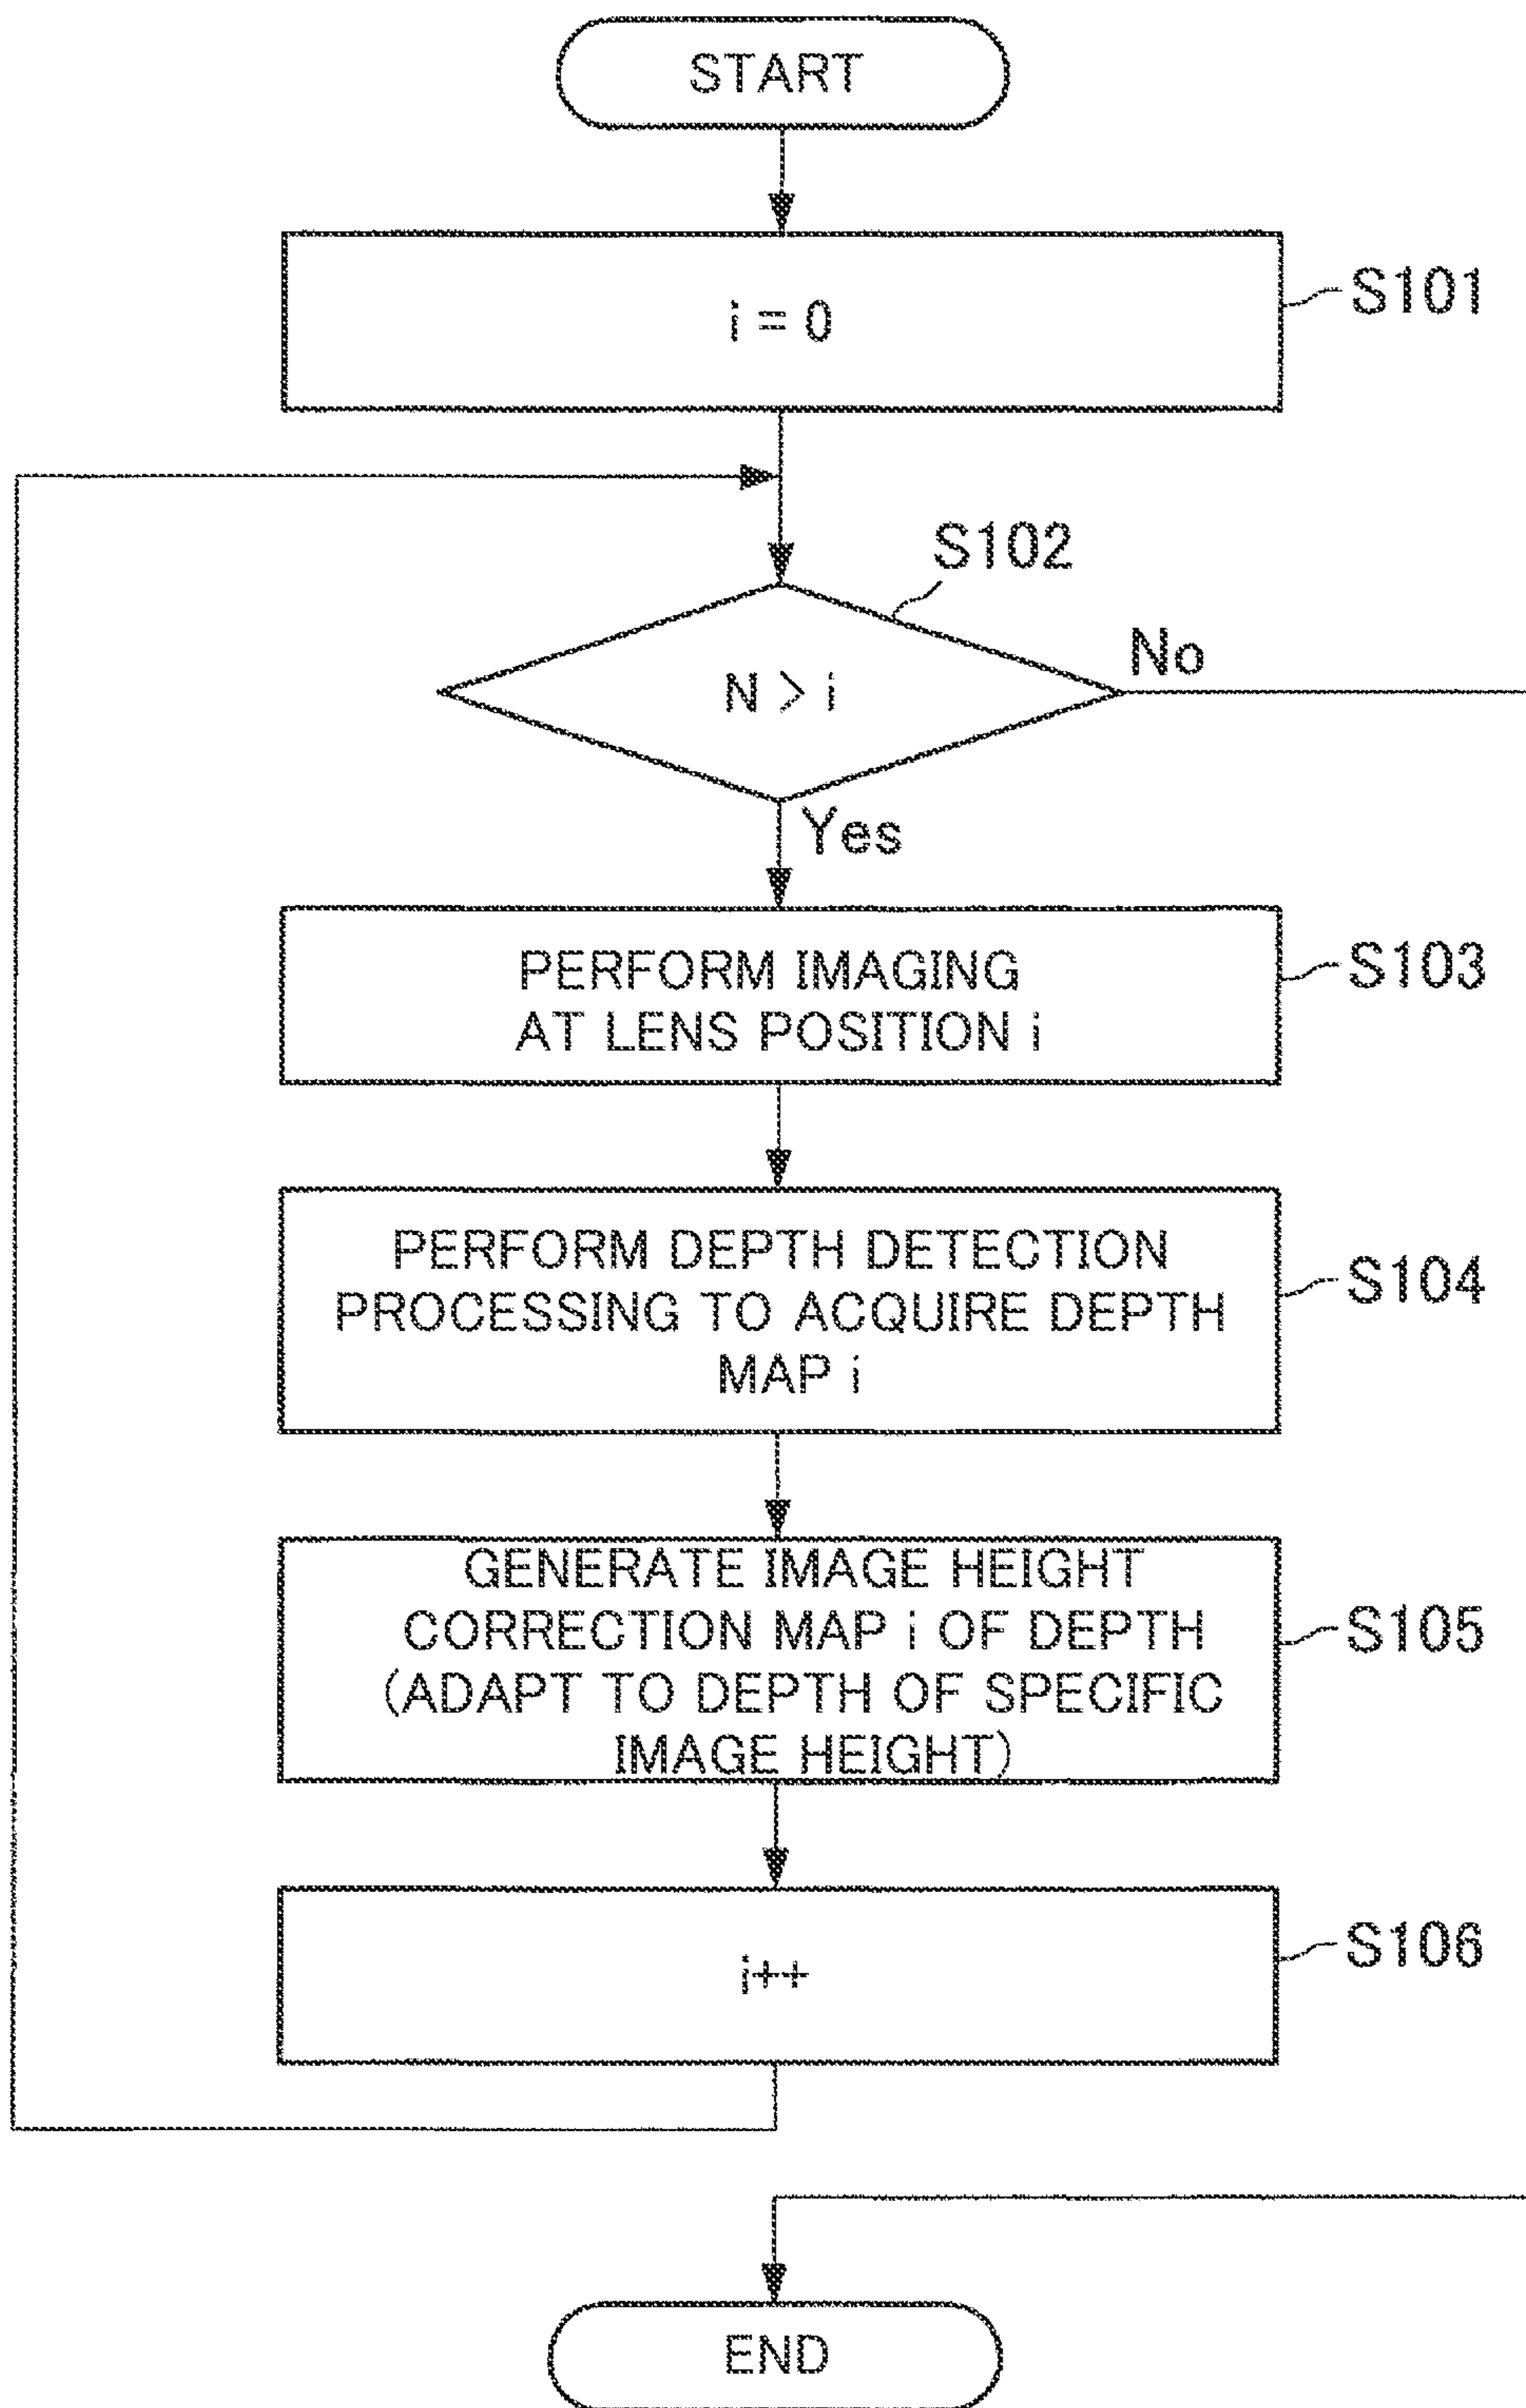 START
i = 0
S101
S102
N > i
No
Yes
PERFORM IMAGING
AT LENS POSITION i
S103
PERFORM DEPTH DETECTION
PROCESSING TO ACQUIRE DEPTH
MAP i
S104
GENERATE IMAGE HEIGHT
CORRECTION MAP i OF DEPTH
(ADAPT TO DEPTH OF SPECIFIC
IMAGE HEIGHT)
S105
i++
S106
END